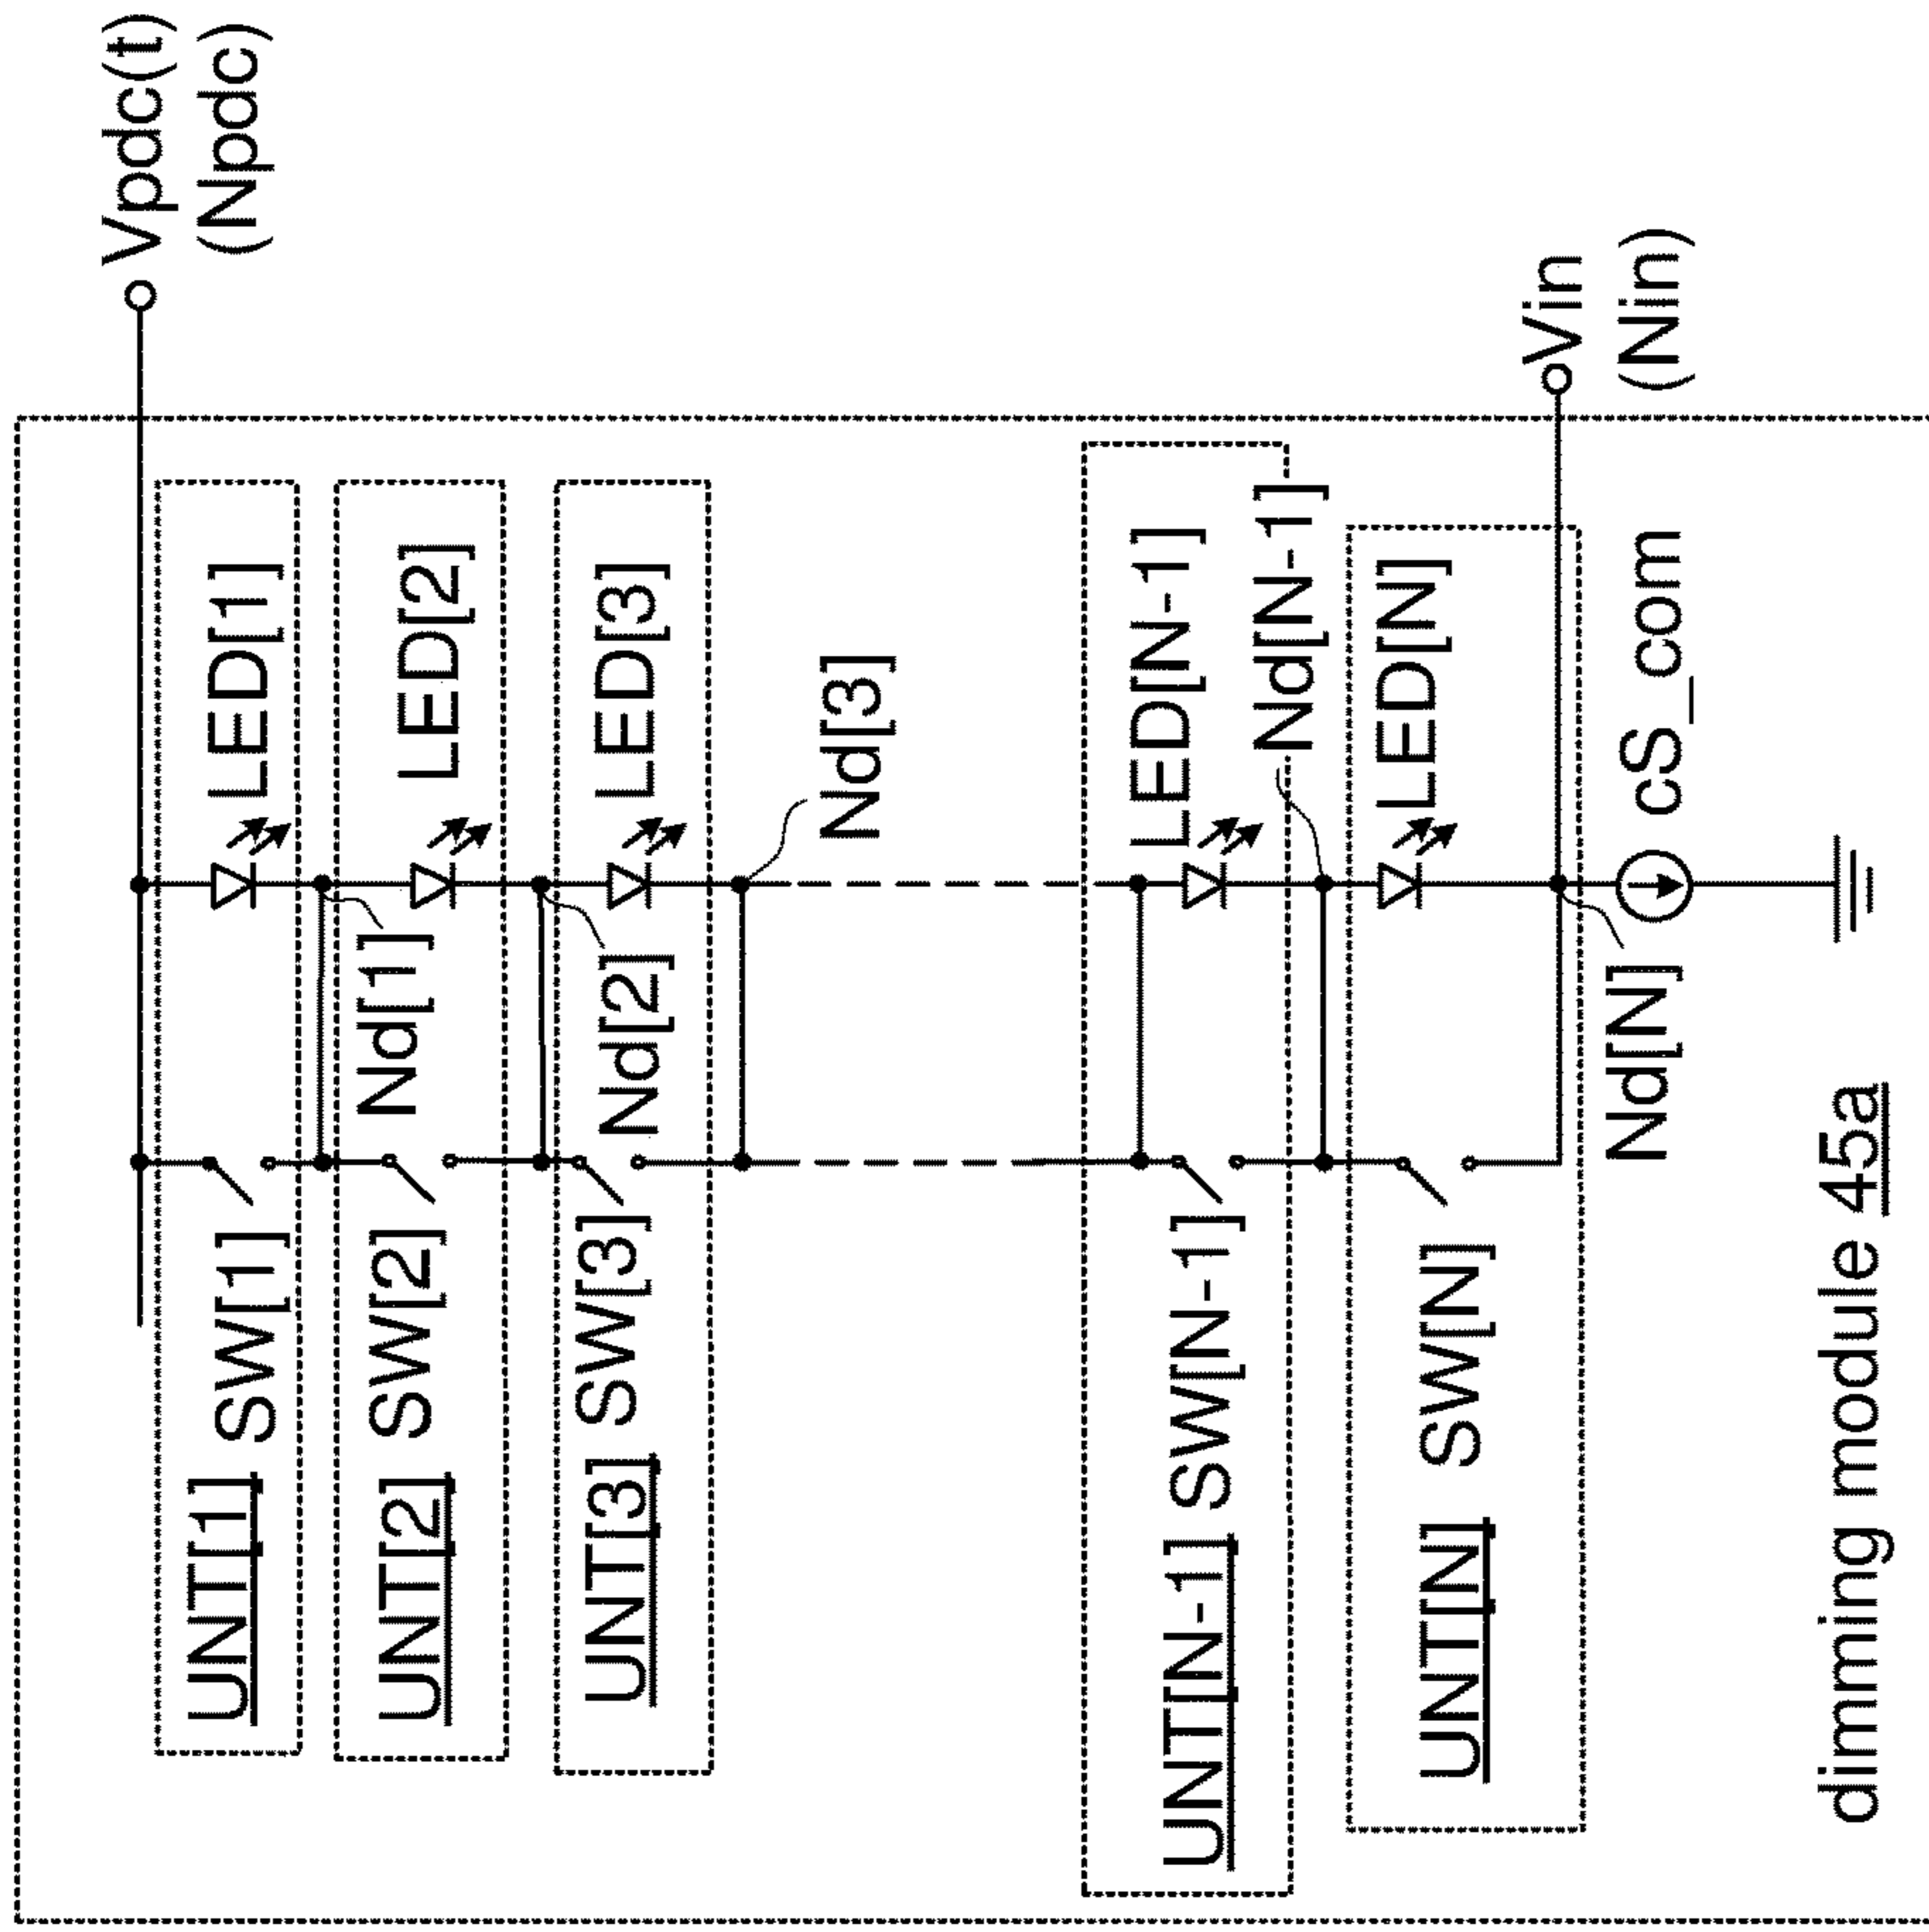 Vpdc(t)
(Npdc)
UNT[1] SW[1] LED[1]
Nd[1]
UNT[2] SW[2] LED[2]
Nd[2]
UNT[3] SW[3] LED[3]
Nd[3]
UNT[N-1] SW[N-1] LED[N-1]
Nd[N-1]
UNT[N] SW[N] LED[N]
Vin
(Nin)
Nd[N] cS_com
dimming module 45a